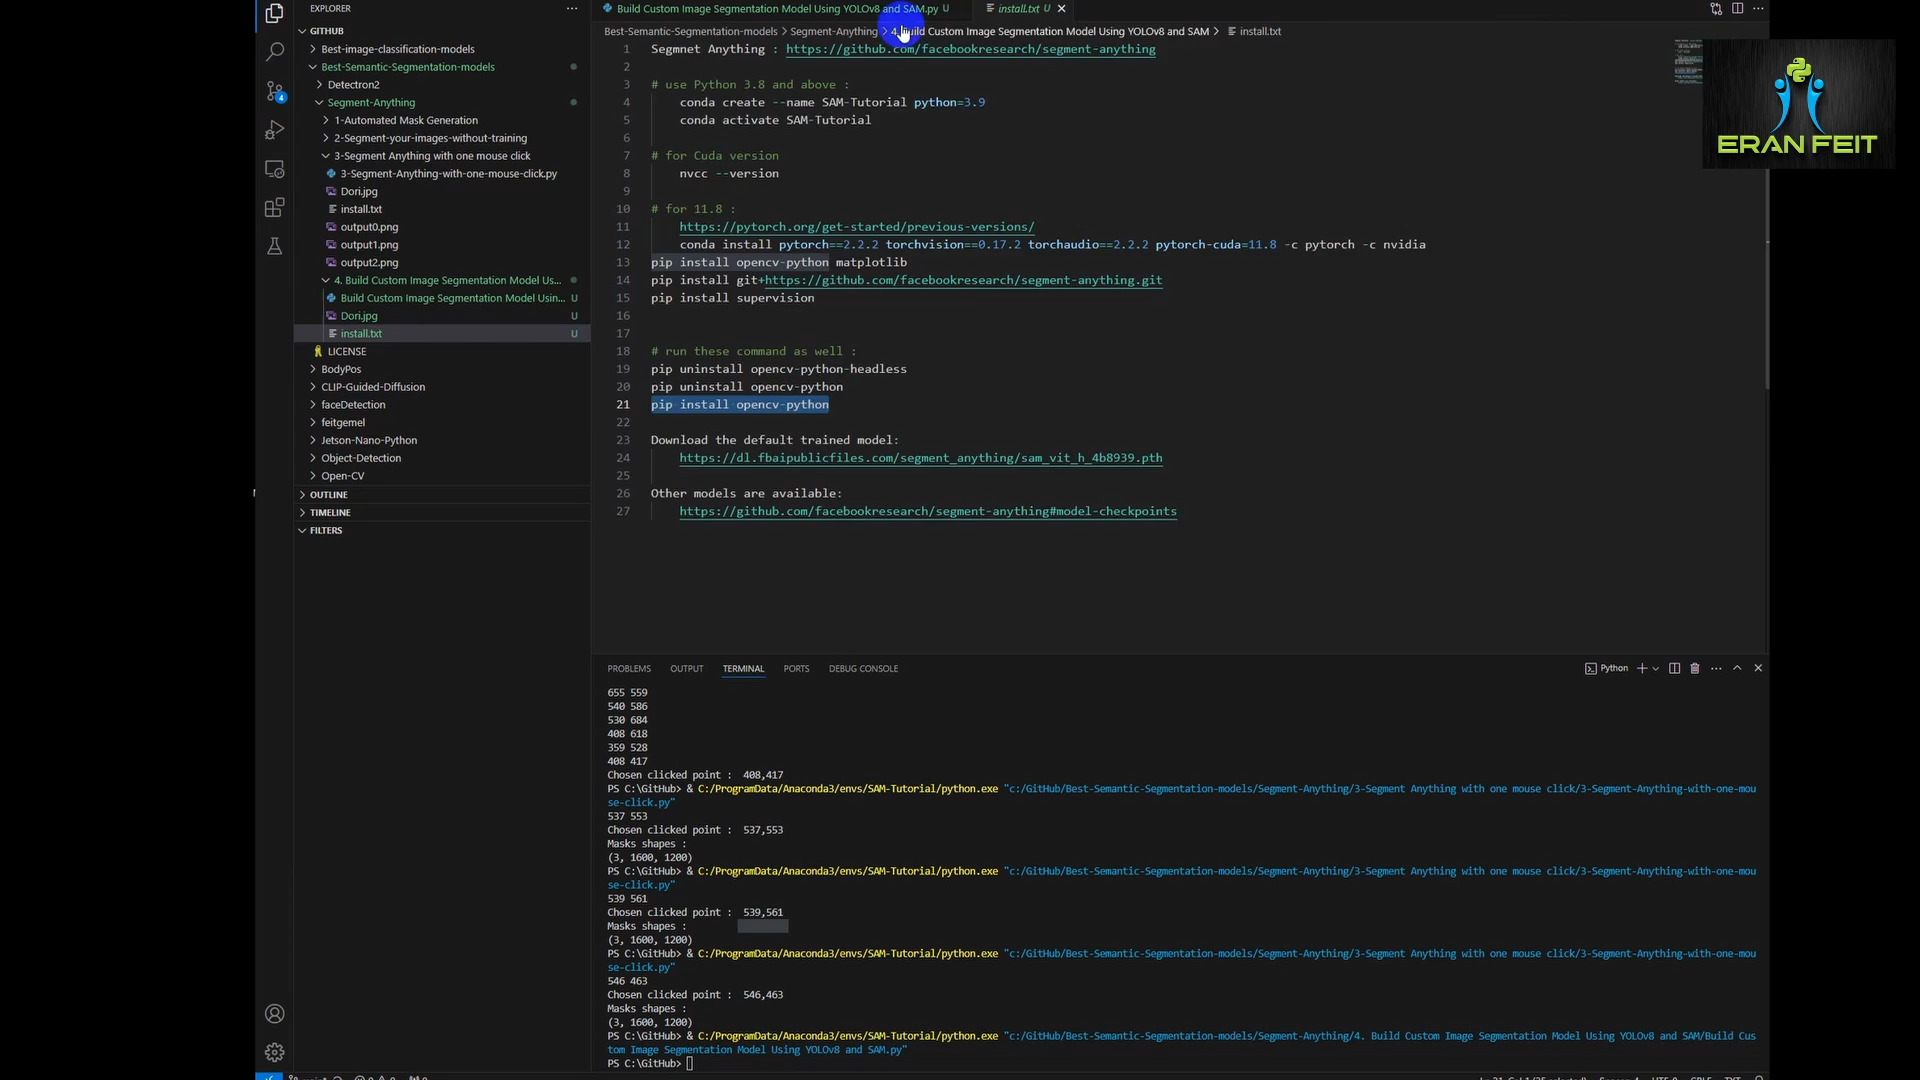 EXPLORER
GITHUB
Best-image-classification-models
Best-Semantic-Segmentation-models
Detectron2
Segment-Anything
1-Automated Mask Generation
2-Segment-your-images-without-training
3-Segment Anything with one mouse click
3-Segment-Anything-with-one-mouse-click.py
Dori.jpg
install.txt
output0.png
output1.png
output2.png
4. Build Custom Image Segmentation Model Us...
Build Custom Image Segmentation Model Usin... U
Dori.jpg U
install.txt U
LICENSE
BodyPos
CLIP-Guided-Diffusion
faceDetection
feitgemel
Jetson-Nano-Python
Object-Detection
Open-CV
OUTLINE
TIMELINE
FILTERS
4
Build Custom Image Segmentation Model Using YOLOv8 and SAM.py U
install.txt U
Best-Semantic-Segmentation-models > Segment-Anything > 4. Build Custom Image Segmentation Model Using YOLOv8 and SAM > install.txt
1 Segmnet Anything : https://github.com/facebookresearch/segment-anything
2
3 # use Python 3.8 and above :
4 conda create --name SAM-Tutorial python=3.9
5 conda activate SAM-Tutorial
6
7 # for Cuda version
8 nvcc --version
9
10 # for 11.8 :
11 https://pytorch.org/get-started/previous-versions/
12 conda install pytorch==2.2.2 torchvision==0.17.2 torchaudio==2.2.2 pytorch-cuda=11.8 -c pytorch -c nvidia
13 pip install opencv-python matplotlib
14 pip install git+https://github.com/facebookresearch/segment-anything.git
15 pip install supervision
16
17
18 # run these command as well :
19 pip uninstall opencv-python-headless
20 pip uninstall opencv-python
21 pip install opencv-python
22
23 Download the default trained model:
24 https://dl.fbaipublicfiles.com/segment_anything/sam_vit_h_4b8939.pth
25
26 Other models are available:
27 https://github.com/facebookresearch/segment-anything#model-checkpoints
ERAN FEIT
PROBLEMS OUTPUT TERMINAL PORTS DEBUG CONSOLE
Python
655 559
540 586
530 684
408 618
359 528
408 417
Chosen clicked point : 408,417
PS C:\GitHub> & C:/ProgramData/Anaconda3/envs/SAM-Tutorial/python.exe "c:/GitHub/Best-Semantic-Segmentation-models/Segment-Anything/3-Segment Anything with one mouse click/3-Segment-Anything-with-one-mou
se-click.py"
537 553
Chosen clicked point : 537,553
Masks shapes :
(3, 1600, 1200)
PS C:\GitHub> & C:/ProgramData/Anaconda3/envs/SAM-Tutorial/python.exe "c:/GitHub/Best-Semantic-Segmentation-models/Segment-Anything/3-Segment Anything with one mouse click/3-Segment-Anything-with-one-mou
se-click.py"
539 561
Chosen clicked point : 539,561
Masks shapes :
(3, 1600, 1200)
PS C:\GitHub> & C:/ProgramData/Anaconda3/envs/SAM-Tutorial/python.exe "c:/GitHub/Best-Semantic-Segmentation-models/Segment-Anything/3-Segment Anything with one mouse click/3-Segment-Anything-with-one-mou
se-click.py"
546 463
Chosen clicked point : 546,463
Masks shapes :
(3, 1600, 1200)
PS C:\GitHub> & C:/ProgramData/Anaconda3/envs/SAM-Tutorial/python.exe "c:/GitHub/Best-Semantic-Segmentation-models/Segment-Anything/4. Build Custom Image Segmentation Model Using YOLOv8 and SAM/Build Cus
tom Image Segmentation Model Using YOLOv8 and SAM.py"
PS C:\GitHub>